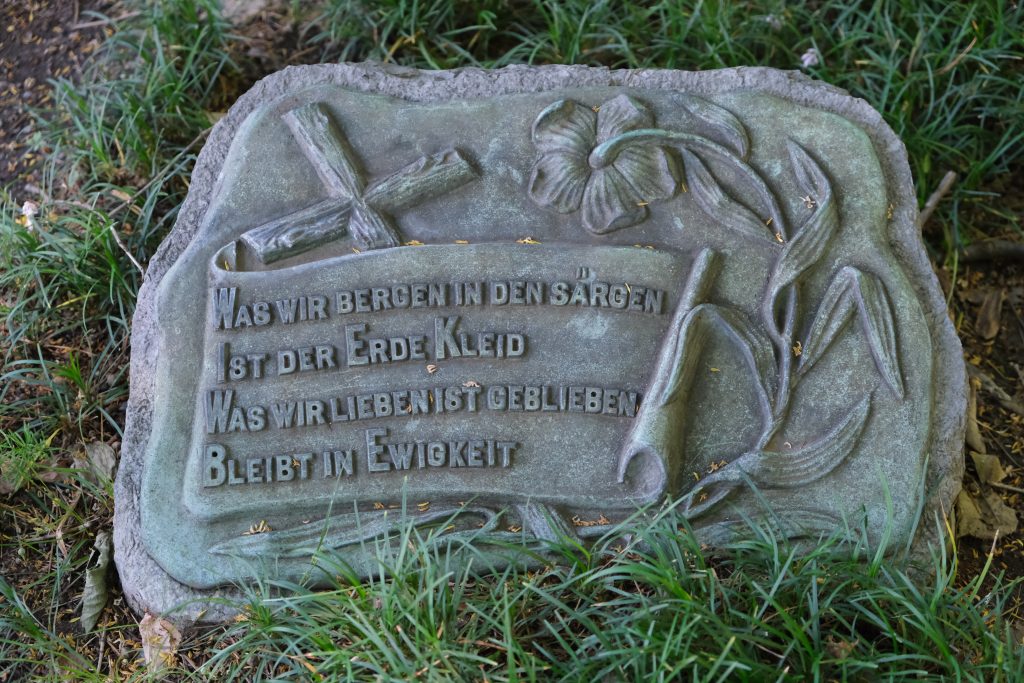 WAS WIR BERGEN IN DEN SÄRGEN
IST DER ERDE KLEID
WAS WIR LIEBEN IST GEBLIEBEN
BLEIBT IN EWIGKEIT